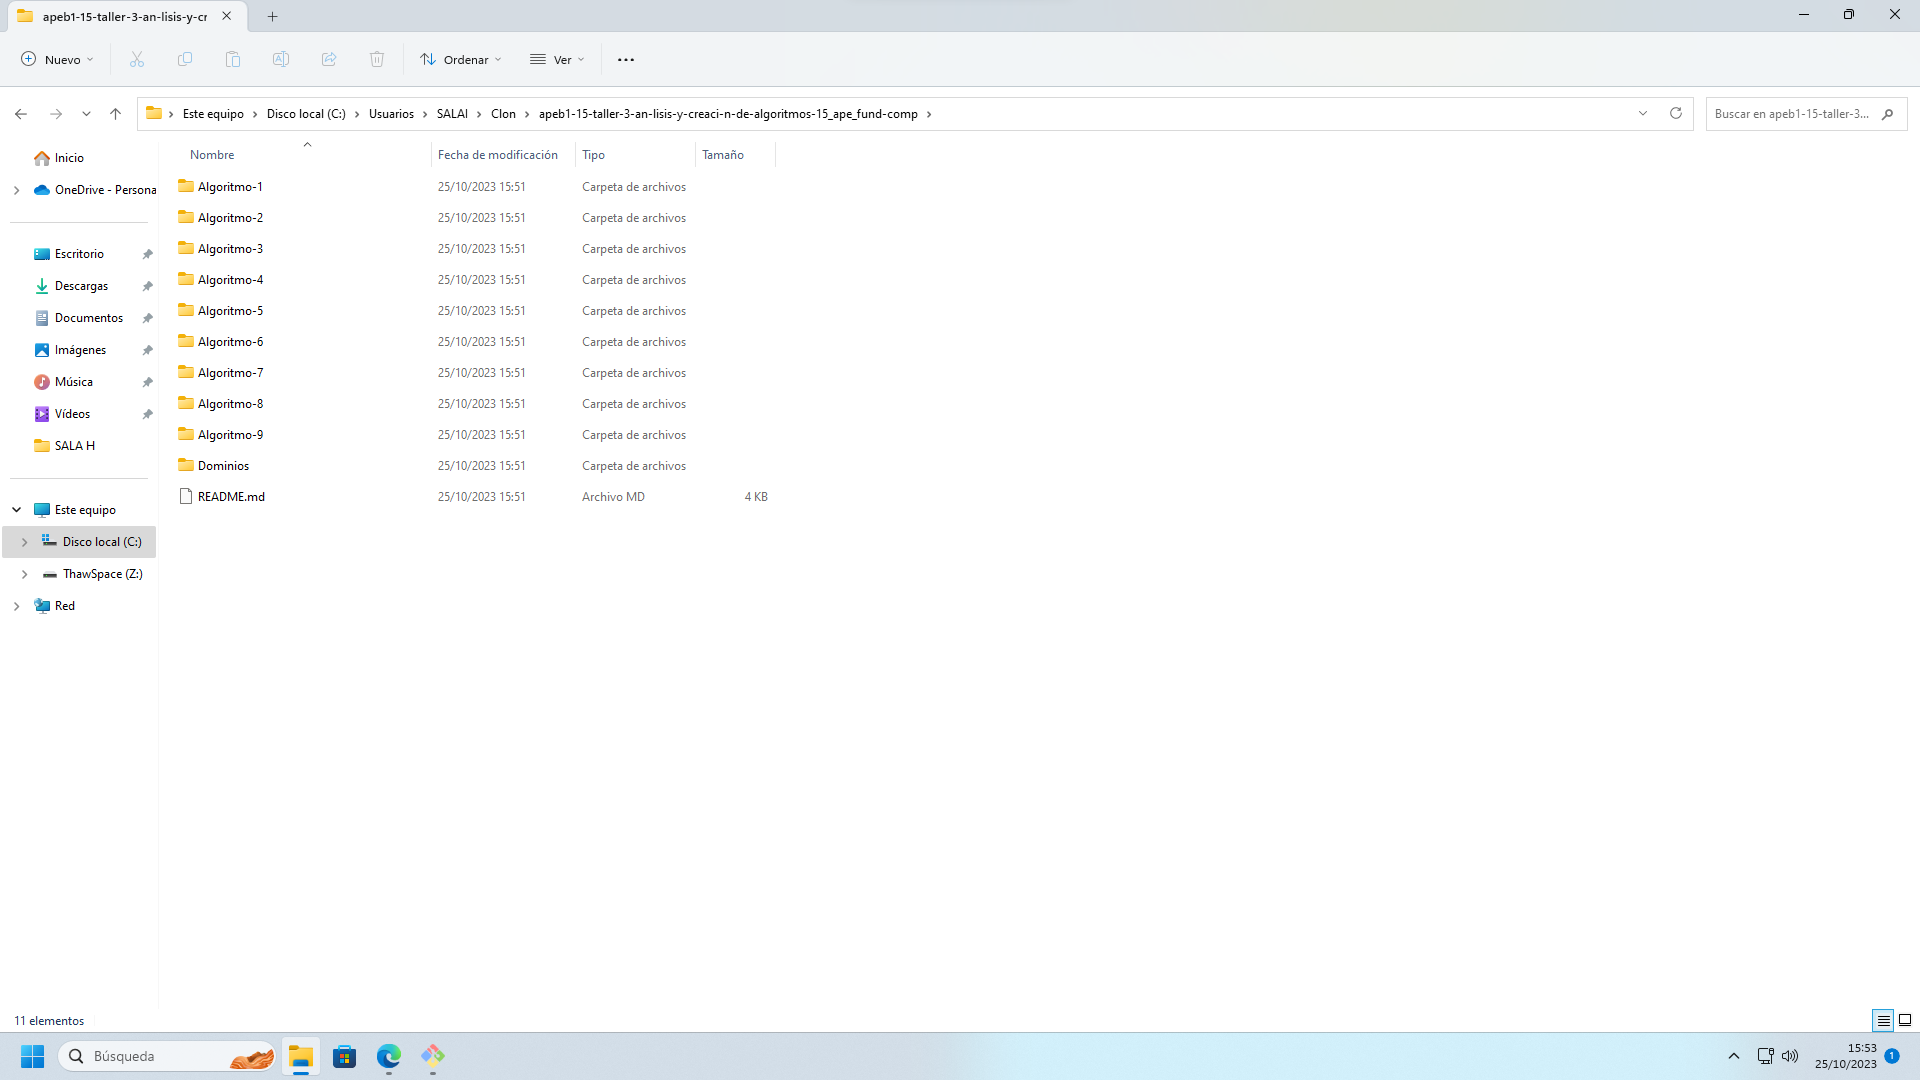 apeb1-15-taller-3-an-lisis-y-cr
Nuevo
Ordenar
Ver
Este equipo > Disco local (C:) > Usuarios > SALAI > Clon > apeb1-15-taller-3-an-lisis-y-creaci-n-de-algoritmos-15_ape_fund-comp >
Buscar en apeb1-15-taller-3...
Inicio
OneDrive - Persona
Escritorio
Descargas
Documentos
Imágenes
Música
Vídeos
SALA H
Este equipo
Disco local (C:)
ThawSpace (Z:)
Red
Nombre Fecha de modificación Tipo Tamaño
Algoritmo-1 25/10/2023 15:51 Carpeta de archivos
Algoritmo-2 25/10/2023 15:51 Carpeta de archivos
Algoritmo-3 25/10/2023 15:51 Carpeta de archivos
Algoritmo-4 25/10/2023 15:51 Carpeta de archivos
Algoritmo-5 25/10/2023 15:51 Carpeta de archivos
Algoritmo-6 25/10/2023 15:51 Carpeta de archivos
Algoritmo-7 25/10/2023 15:51 Carpeta de archivos
Algoritmo-8 25/10/2023 15:51 Carpeta de archivos
Algoritmo-9 25/10/2023 15:51 Carpeta de archivos
Dominios 25/10/2023 15:51 Carpeta de archivos
README.md 25/10/2023 15:51 Archivo MD 4 KB
11 elementos
Búsqueda
15:53
25/10/2023
1